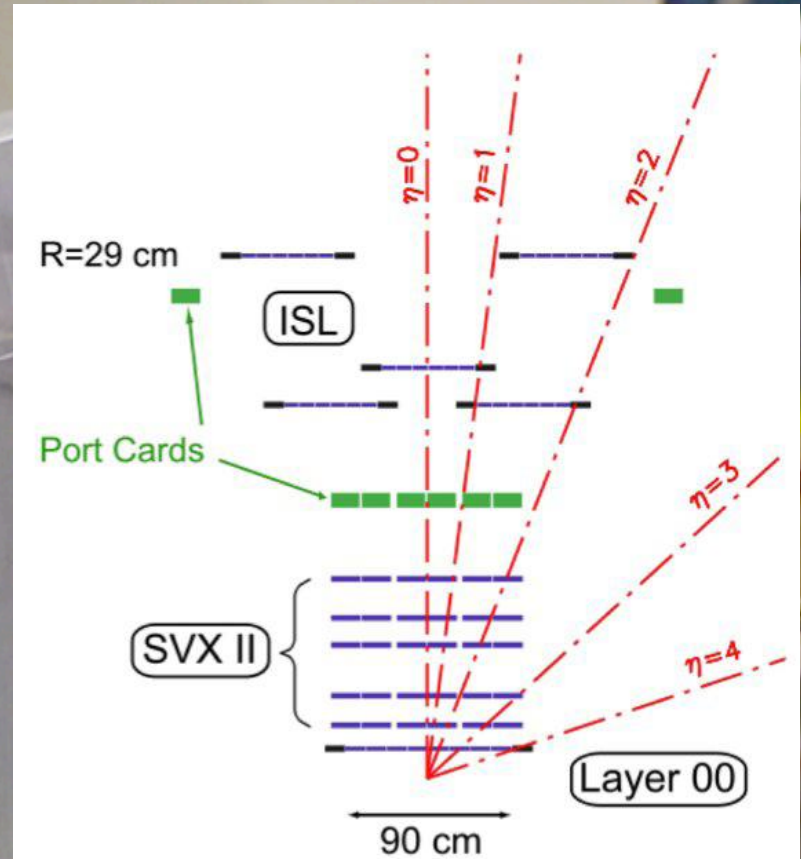 η=0
η=1
η=2
R=29 cm
ISL
Port Cards
η=3
SVX II
η=4
Layer 00
90 cm